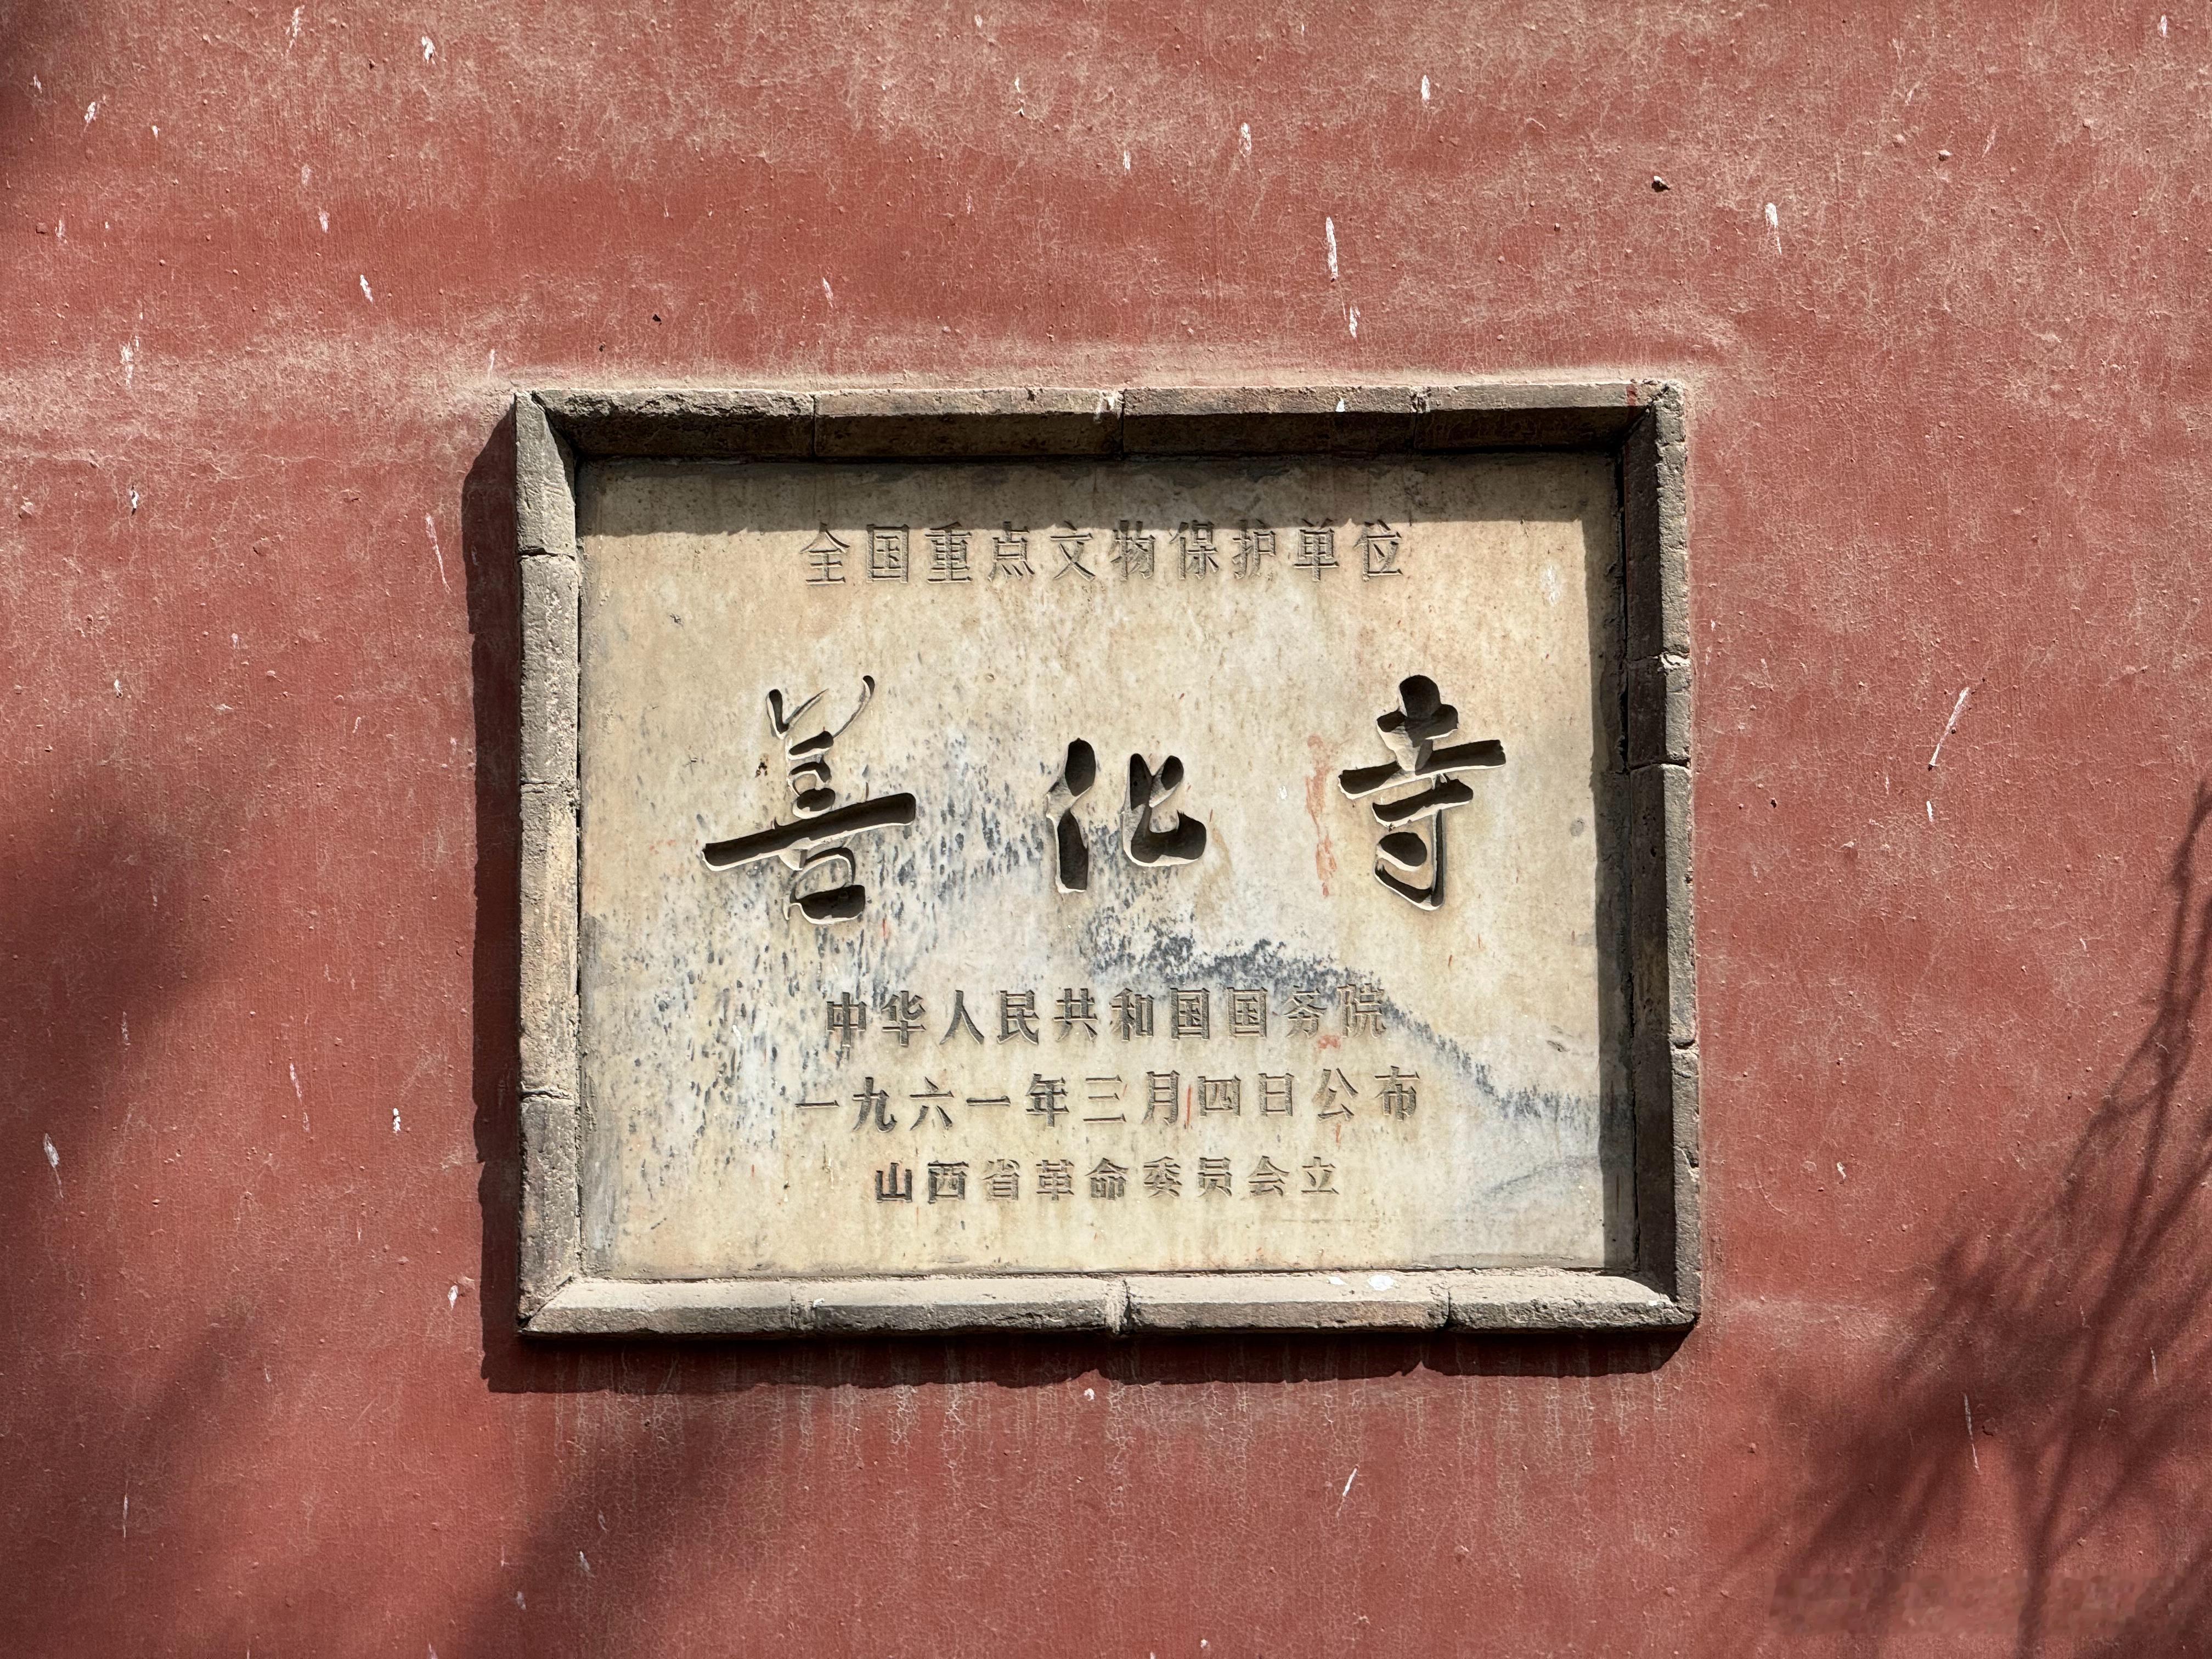 全国重点文物保护单位
善化寺
中华人民共和国国务院
一九六一年三月四日公布
山西省革命委员会立